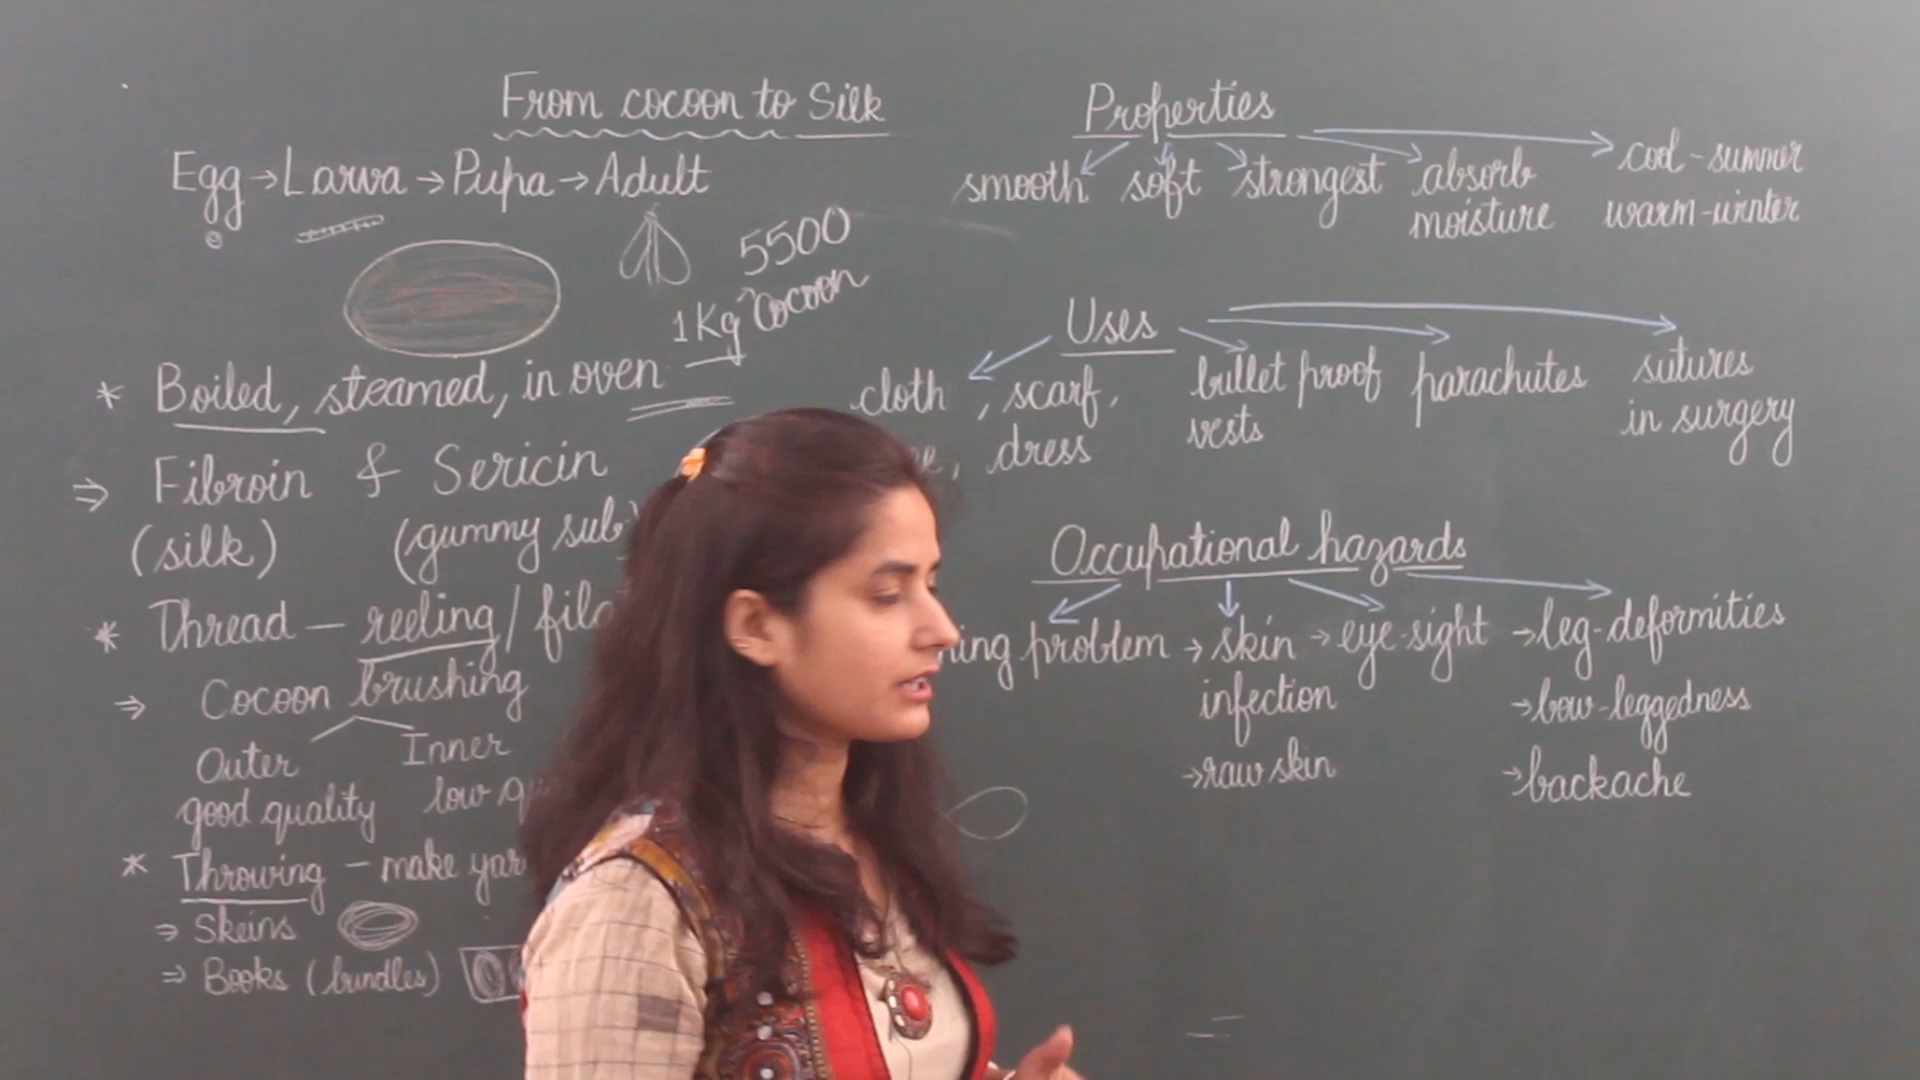 From cocoon to Silk
Egg → Larva → Pupa → Adult
5500
1Kg Cocoon
* Boiled, steamed, in oven
⇒ Fibroin & Sericin
(silk) (gummy sub
* Thread – reeling /
⇒ Cocoon brushing
Outer Inner
good quality low
* Throwing – make
⇒ Skeins
⇒ Books (bundles)
Properties
smooth soft strongest absorb moisture cool-summer warm-winter
Uses
cloth, scarf, bullet proof parachutes sutures
, dress vests in surgery
Occupational hazards
problem → skin → eye-sight → leg-deformities
infection → bow-leggedness
→ raw skin → backache